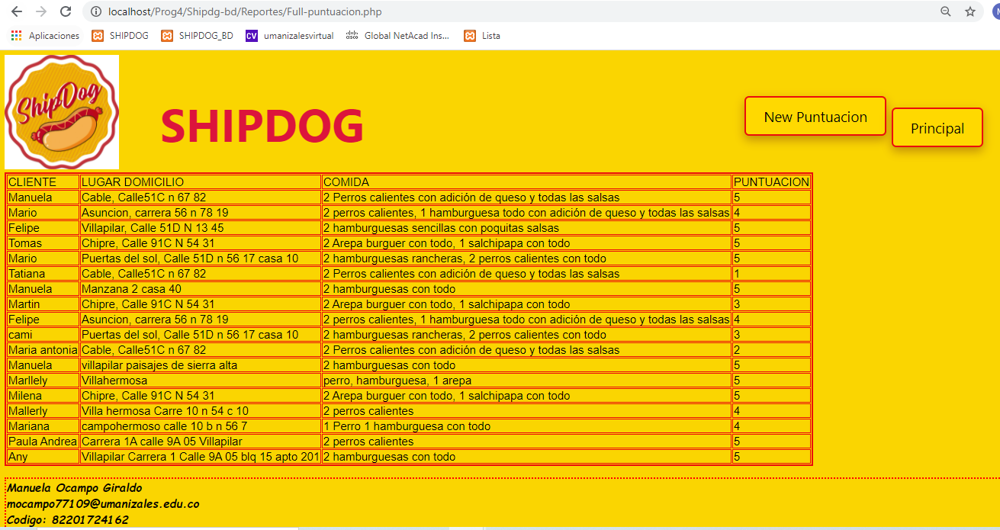 localhost/Prog4/Shipdg-bd/Reportes/Full-puntuacion.php
Aplicaciones SHIPDOG SHIPDOG_BD CV umanizalesvirtual cisco Global NetAcad Ins... Lista
ShipDog
SHIPDOG
New Puntuacion
Principal
CLIENTE LUGAR DOMICILIO COMIDA PUNTUACION
Manuela Cable, Calle51C n 67 82 2 Perros calientes con adición de queso y todas las salsas 5
Mario Asuncion, carrera 56 n 78 19 2 perros calientes, 1 hamburguesa todo con adición de queso y todas las salsas 4
Felipe Villapilar, Calle 51D N 13 45 2 hamburguesas sencillas con poquitas salsas 5
Tomas Chipre, Calle 91C N 54 31 2 Arepa burguer con todo, 1 salchipapa con todo 5
Mario Puertas del sol, Calle 51D n 56 17 casa 10 2 hamburguesas rancheras, 2 perros calientes con todo 5
Tatiana Cable, Calle51C n 67 82 2 Perros calientes con adición de queso y todas las salsas 1
Manuela Manzana 2 casa 40 2 hamburguesas con todo 5
Martin Chipre, Calle 91C N 54 31 2 Arepa burguer con todo, 1 salchipapa con todo 3
Felipe Asuncion, carrera 56 n 78 19 2 perros calientes, 1 hamburguesa todo con adición de queso y todas las salsas 4
cami Puertas del sol, Calle 51D n 56 17 casa 10 2 hamburguesas rancheras, 2 perros calientes con todo 3
Maria antonia Cable, Calle51C n 67 82 2 Perros calientes con adición de queso y todas las salsas 2
Manuela villapilar paisajes de sierra alta 2 hamburguesas con todo 5
Marllely Villahermosa perro, hamburguesa, 1 arepa 5
Milena Chipre, Calle 91C N 54 31 2 Arepa burguer con todo, 1 salchipapa con todo 5
Mallerly Villa hermosa Carre 10 n 54 c 10 2 perros calientes 4
Mariana campohermoso calle 10 b n 56 7 1 Perro 1 hamburguesa con todo 4
Paula Andrea Carrera 1A calle 9A 05 Villapilar 2 perros calientes 5
Any Villapilar Carrera 1 Calle 9A 05 blq 15 apto 201 2 hamburguesas con todo 5
Manuela Ocampo Giraldo
mocampo77109@umanizales.edu.co
Codigo: 82201724162